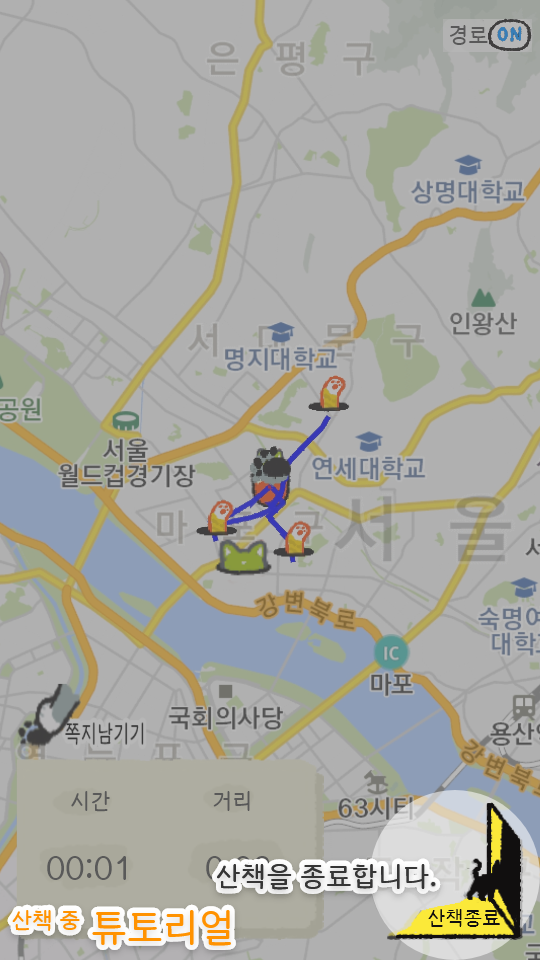 경로 ON
은평구
상명대학교
인왕산
서대문구
명지대학교
공원
서울
월드컵경기장
연세대학교
마포구
서울
강변북로
숙명여
대학교
IC
마포
국회의사당
쪽지남기기
용산역
영등포구
강변북로
63시티
시간
거리
00:01
산책을 종료합니다.
산책종료
산책 중 튜토리얼